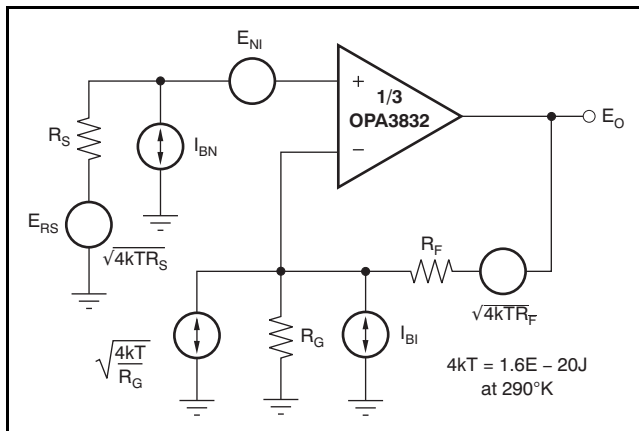 E_NI
+
1/3
OPA3832
−
E_O
R_S
I_BN
E_RS
√4kTR_S
R_F
√4kTR_F
√4kT/R_G
R_G
I_BI
4kT = 1.6E − 20J
at 290°K